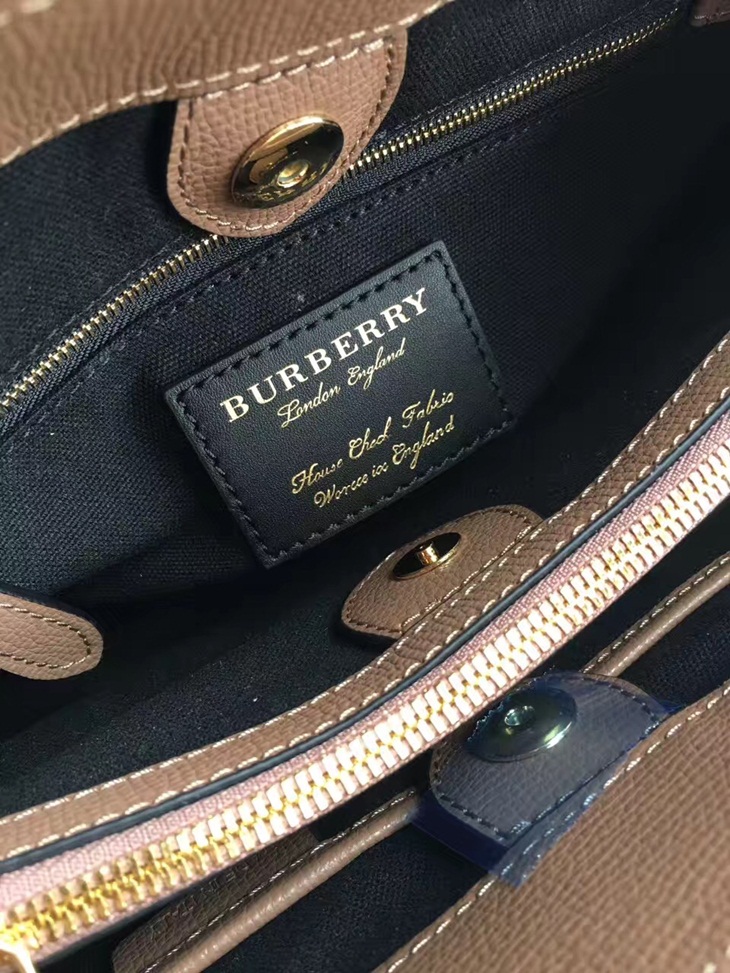 BURBERRY
London England
House Check Fabric
Woven in England